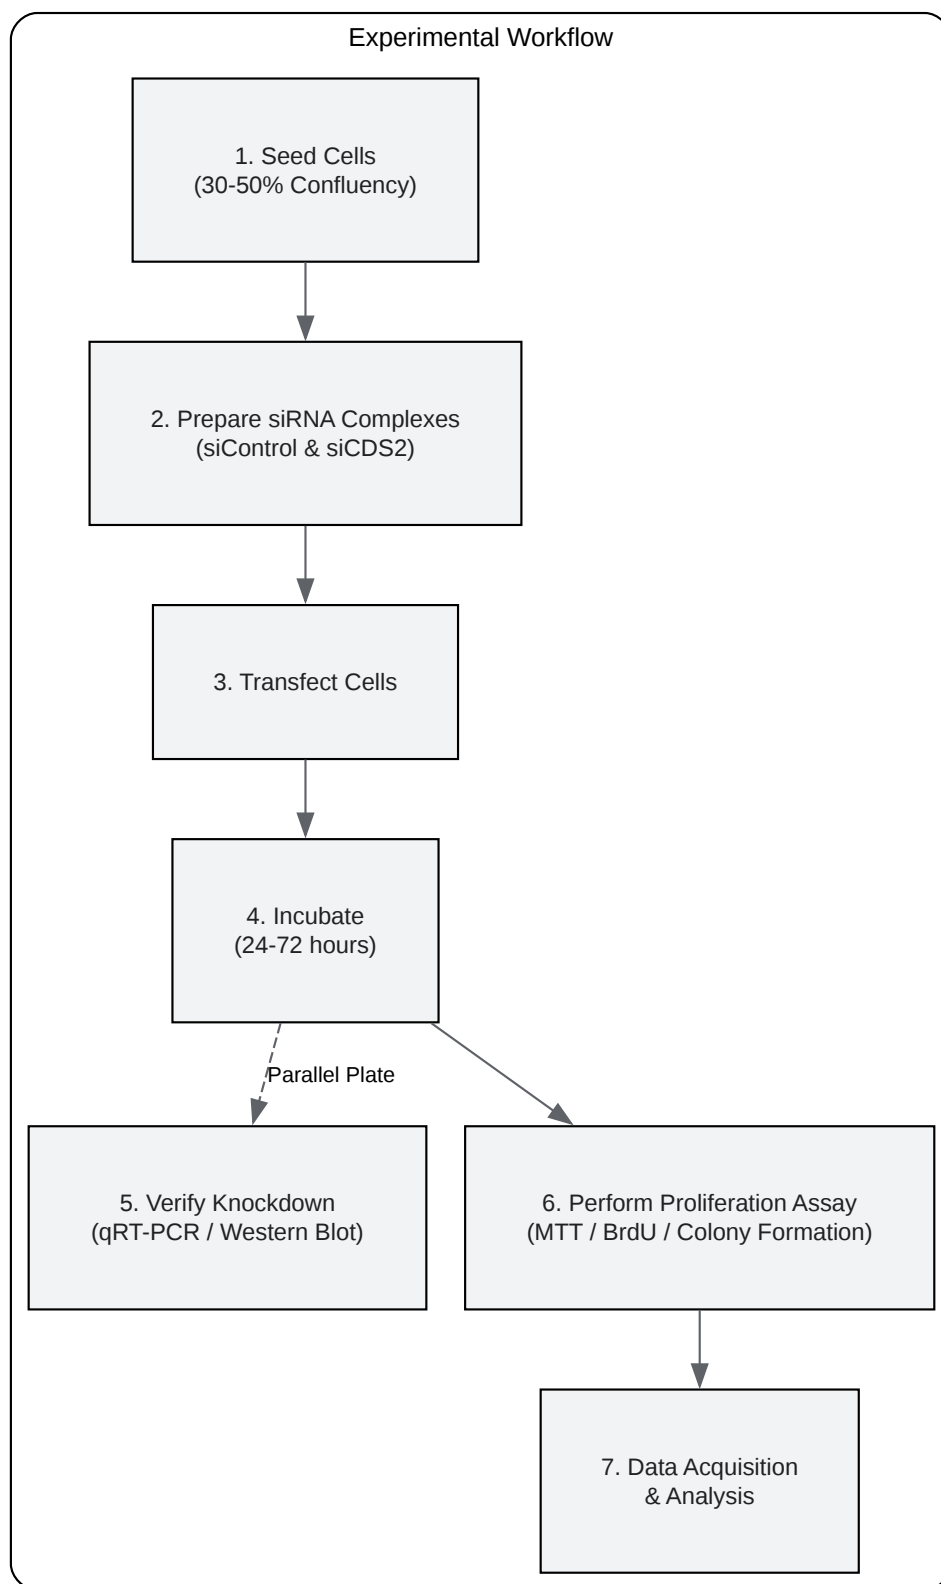 Experimental Workflow
1. Seed Cells
(30-50% Confluency)
2. Prepare siRNA Complexes
(siControl & siCDS2)
3. Transfect Cells
4. Incubate
(24-72 hours)
Parallel Plate
5. Verify Knockdown
(qRT-PCR / Western Blot)
6. Perform Proliferation Assay
(MTT / BrdU / Colony Formation)
7. Data Acquisition
& Analysis